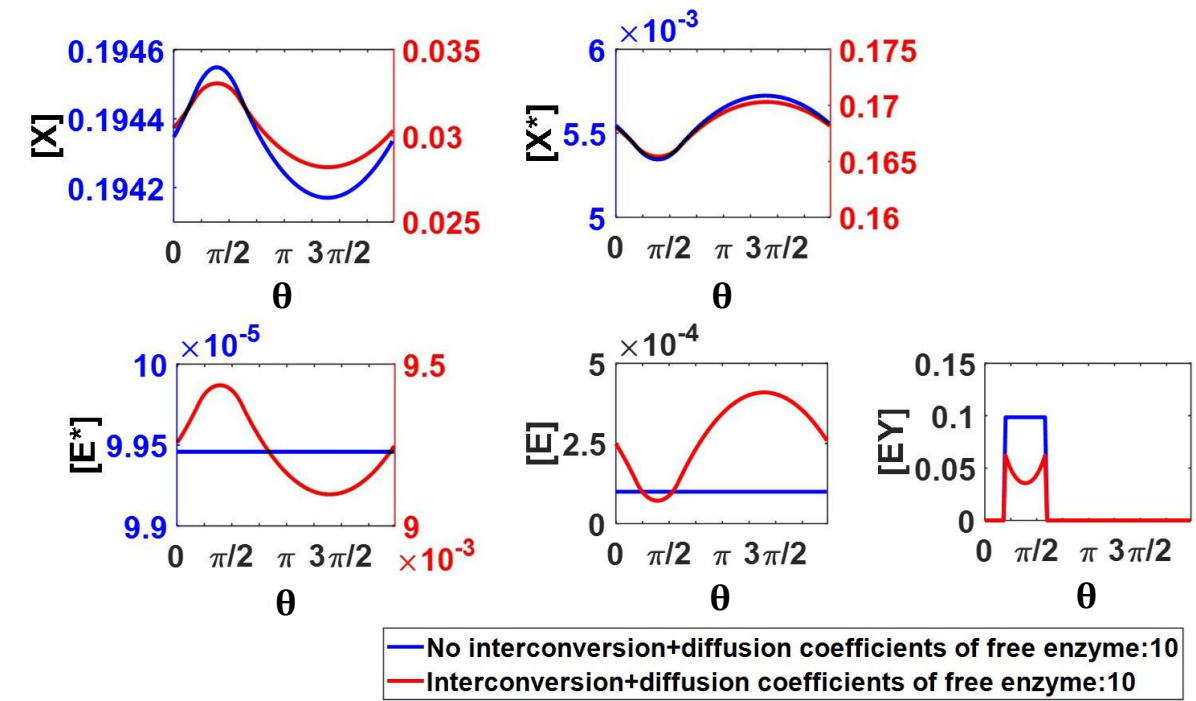 0.1946
0.1944
0.1942
[X]
0.035
0.03
0.025
0 π/2 π 3π/2
θ
×10-3
6
5.5
5
[X*]
0.175
0.17
0.165
0.16
0 π/2 π 3π/2
θ
×10-5
10
9.95
9.9
[E*]
9.5
9
×10-3
0 π/2 π 3π/2
θ
×10-4
5
2.5
0
[E]
0 π/2 π 3π/2
θ
0.15
0.1
0.05
0
[EY]
0 π/2 π 3π/2
θ
No interconversion+diffusion coefficients of free enzyme:10
Interconversion+diffusion coefficients of free enzyme:10